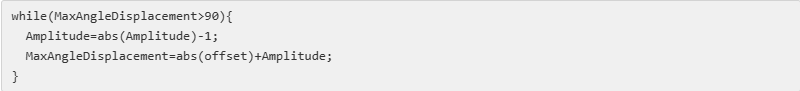 while(MaxAngleDisplacement>90){
Amplitude=abs(Amplitude)-1;
MaxAngleDisplacement=abs(offset)+Amplitude;
}